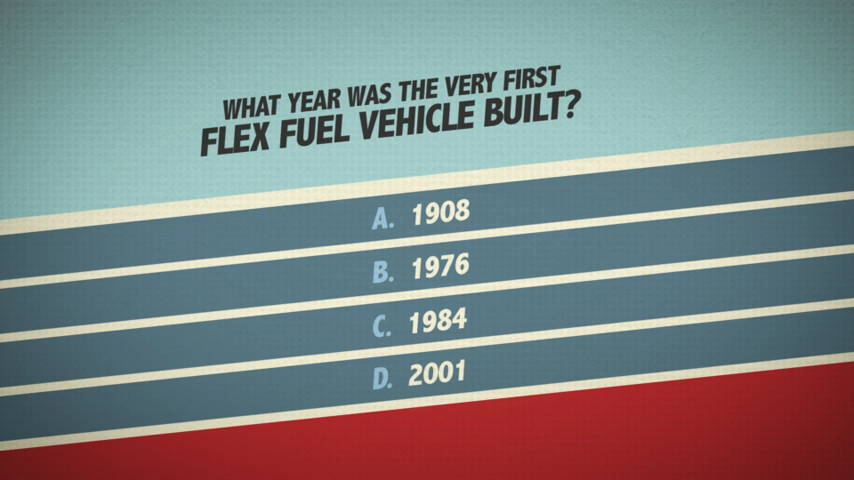 WHAT YEAR WAS THE VERY FIRST
FLEX FUEL VEHICLE BUILT?
A. 1908
B. 1976
C. 1984
D. 2001